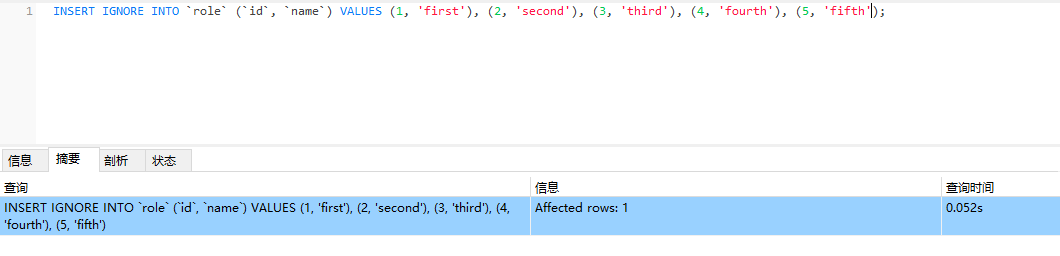 1 INSERT IGNORE INTO `role` (`id`, `name`) VALUES (1, 'first'), (2, 'second'), (3, 'third'), (4, 'fourth'), (5, 'fifth');
信息 摘要 剖析 状态
查询 信息 查询时间
INSERT IGNORE INTO `role` (`id`, `name`) VALUES (1, 'first'), (2, 'second'), (3, 'third'), (4, Affected rows: 1 0.052s
'fourth'), (5, 'fifth')